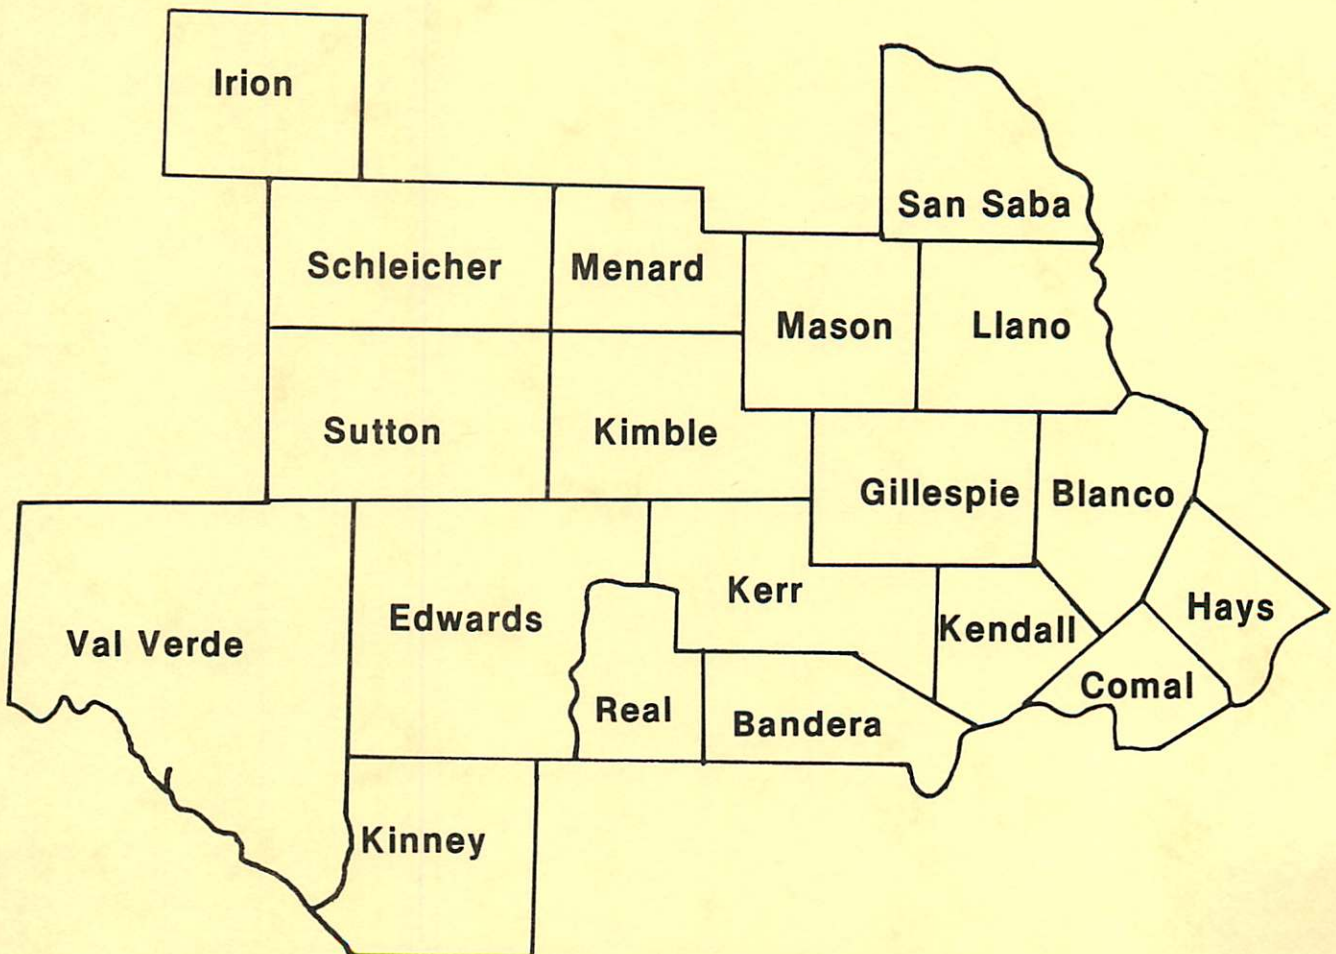 Irion
San Saba
Schleicher
Menard
Mason
Llano
Sutton
Kimble
Gillespie
Blanco
Val Verde
Edwards
Kerr
Kendall
Hays
Real
Bandera
Comal
Kinney